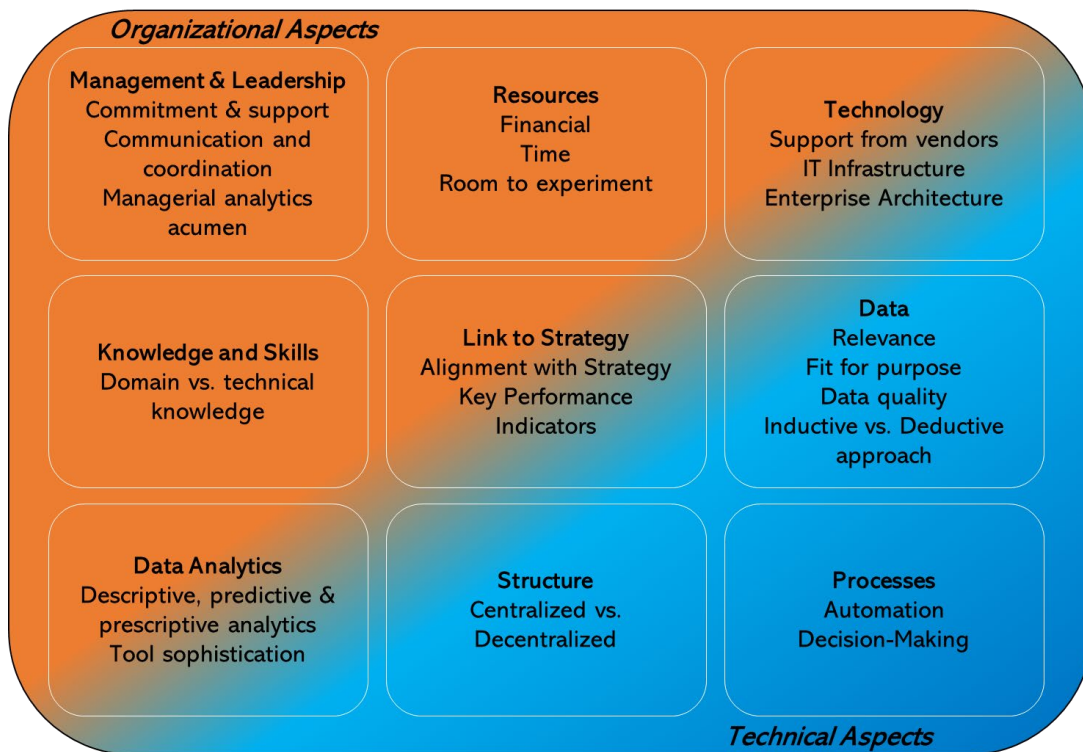 Organizational Aspects
Management & Leadership
Commitment & support
Communication and
coordination
Managerial analytics
acumen
Resources
Financial
Time
Room to experiment
Technology
Support from vendors
IT Infrastructure
Enterprise Architecture
Knowledge and Skills
Domain vs. technical
knowledge
Link to Strategy
Alignment with Strategy
Key Performance
Indicators
Data
Relevance
Fit for purpose
Data quality
Inductive vs. Deductive
approach
Data Analytics
Descriptive, predictive &
prescriptive analytics
Tool sophistication
Structure
Centralized vs.
Decentralized
Processes
Automation
Decision-Making
Technical Aspects